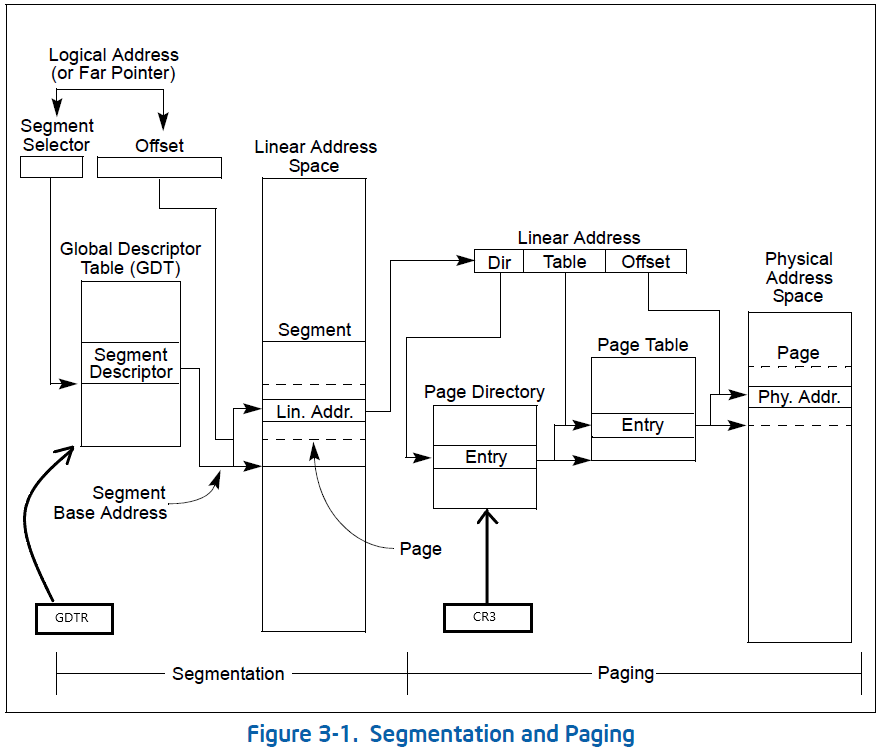 Logical Address
(or Far Pointer)
Segment
Selector
Offset
Linear Address
Space
Global Descriptor
Table (GDT)
Segment
Descriptor
Segment
Lin. Addr.
Segment
Base Address
Page
GDTR
Linear Address
Dir
Table
Offset
Page Directory
Entry
Page Table
Entry
CR3
Physical
Address
Space
Page
Phy. Addr.
Segmentation
Paging
Figure 3-1. Segmentation and Paging